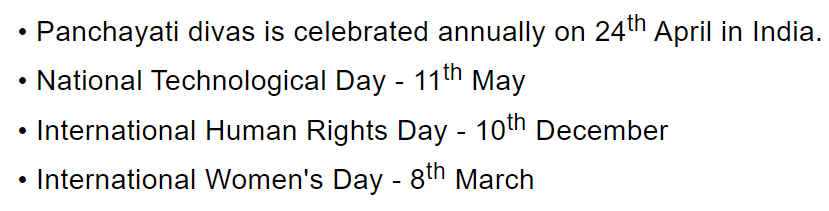 • Panchayati divas is celebrated annually on 24th April in India.
• National Technological Day - 11th May
• International Human Rights Day - 10th December
• International Women's Day - 8th March